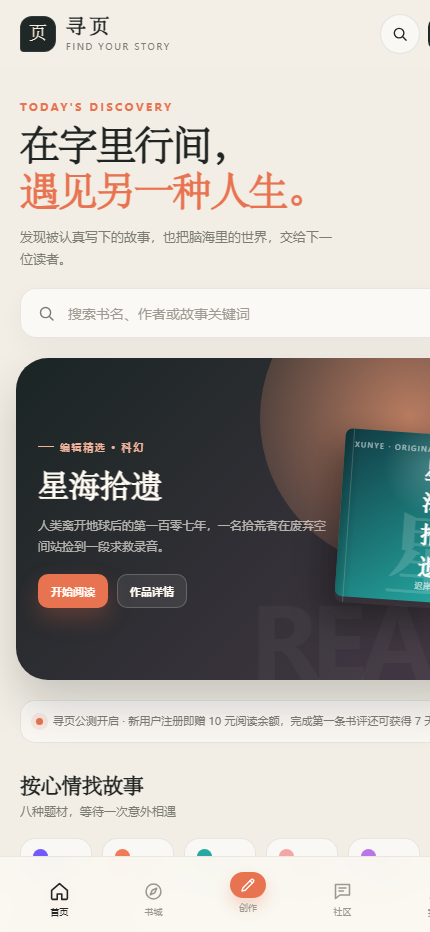 页 寻页
FIND YOUR STORY
TODAY'S DISCOVERY
在字里行间，
遇见另一种人生。
发现被认真写下的故事，也把脑海里的世界，交给下一
位读者。
搜索书名、作者或故事关键词
编辑精选 • 科幻
星海拾遗
人类离开地球后的第一百零七年，一名拾荒者在废弃空
间站捡到一段求救录音。
开始阅读 作品详情
XUNYE · ORIGINA
星
海
拾
遗
REA
寻页公测开启 · 新用户注册即赠 10 元阅读余额，完成第一条书评还可获得 7 天
按心情找故事
八种题材，等待一次意外相遇
首页 书城 创作 社区